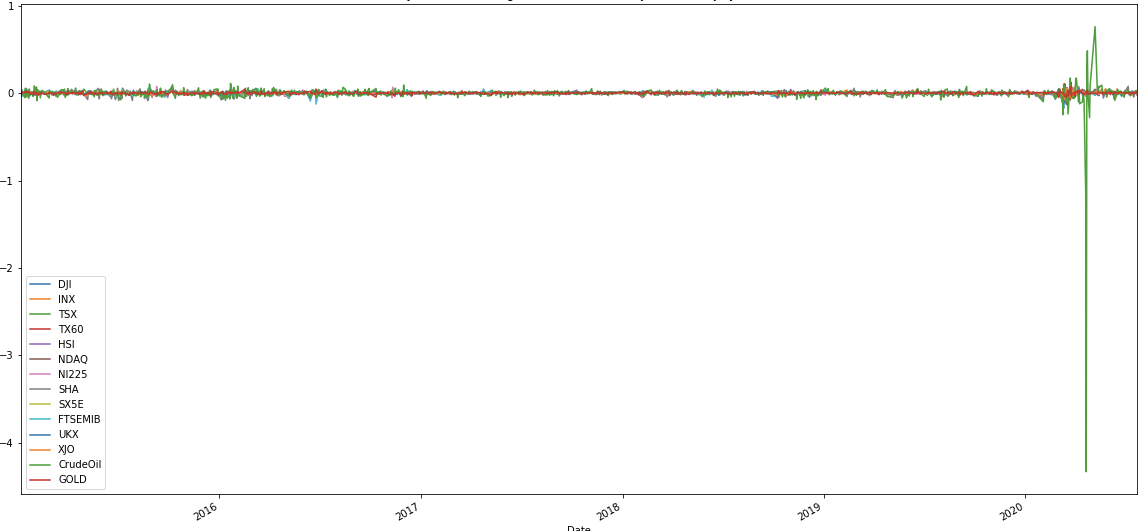 1
0
−1
−2
−3
−4
DJI
INX
TSX
TX60
HSI
NDAQ
NI225
SHA
SX5E
FTSEMIB
UKX
XJO
CrudeOil
GOLD
2016
2017
2018
2019
2020
Date